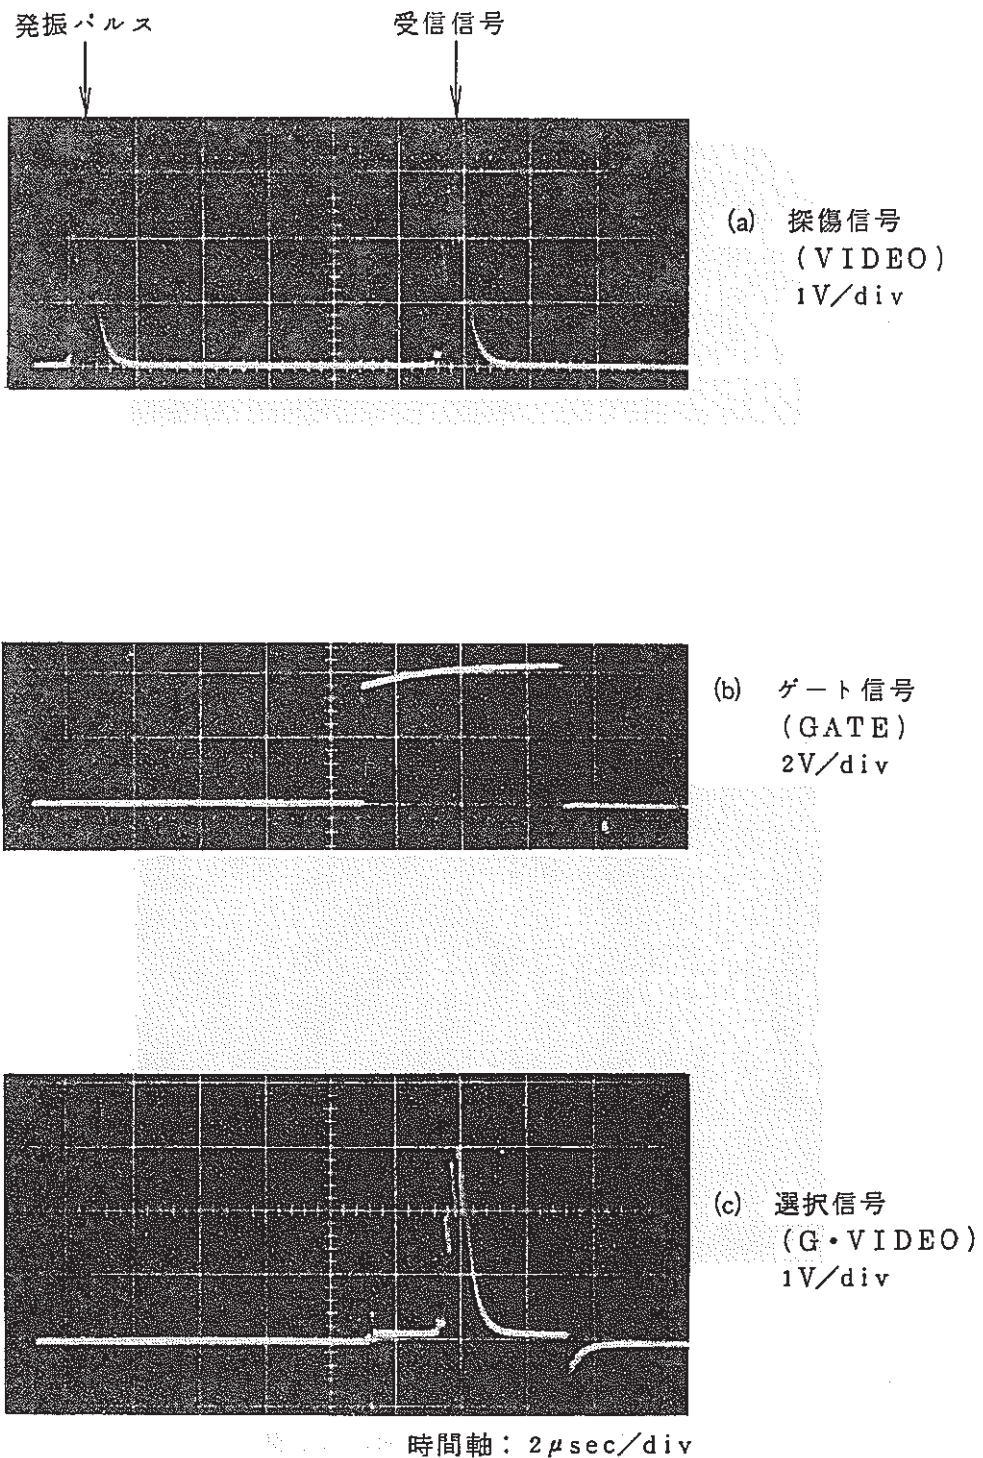 発振パルス
受信信号
(a) 探傷信号
(VIDEO)
1V/div
(b) ゲート信号
(GATE)
2V/div
(c) 選択信号
(G・VIDEO)
1V/div
時間軸：2μsec/div